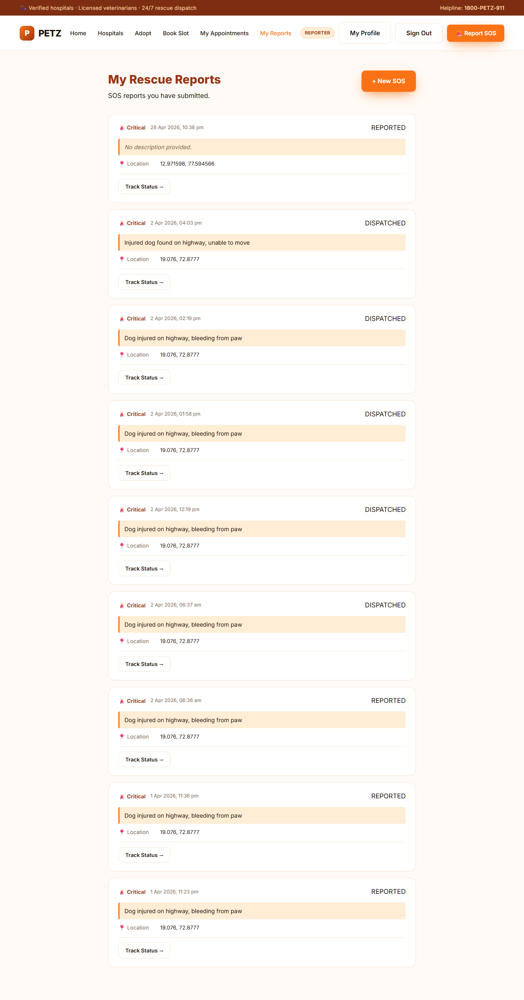 Verified hospitals · Licensed veterinarians · 24/7 rescue dispatch
Helpline: 1800-PETZ-911
P PETZ Home Hospitals Adopt Book Slot My Appointments My Reports REPORTER My Profile Sign Out Report SOS
My Rescue Reports
+ New SOS
SOS reports you have submitted.
Critical 28 Apr 2026, 10:38 pm REPORTED
No description provided.
Location 12.971598, 77.594566
Track Status →
Critical 2 Apr 2026, 04:03 pm DISPATCHED
Injured dog found on highway, unable to move
Location 19.076, 72.8777
Track Status →
Critical 2 Apr 2026, 02:19 pm DISPATCHED
Dog injured on highway, bleeding from paw
Location 19.076, 72.8777
Track Status →
Critical 2 Apr 2026, 01:58 pm DISPATCHED
Dog injured on highway, bleeding from paw
Location 19.076, 72.8777
Track Status →
Critical 2 Apr 2026, 12:19 pm DISPATCHED
Dog injured on highway, bleeding from paw
Location 19.076, 72.8777
Track Status →
Critical 2 Apr 2026, 06:37 am DISPATCHED
Dog injured on highway, bleeding from paw
Location 19.076, 72.8777
Track Status →
Critical 2 Apr 2026, 06:36 am REPORTED
Dog injured on highway, bleeding from paw
Location 19.076, 72.8777
Track Status →
Critical 1 Apr 2026, 11:36 pm REPORTED
Dog injured on highway, bleeding from paw
Location 19.076, 72.8777
Track Status →
Critical 1 Apr 2026, 11:23 pm REPORTED
Dog injured on highway, bleeding from paw
Location 19.076, 72.8777
Track Status →